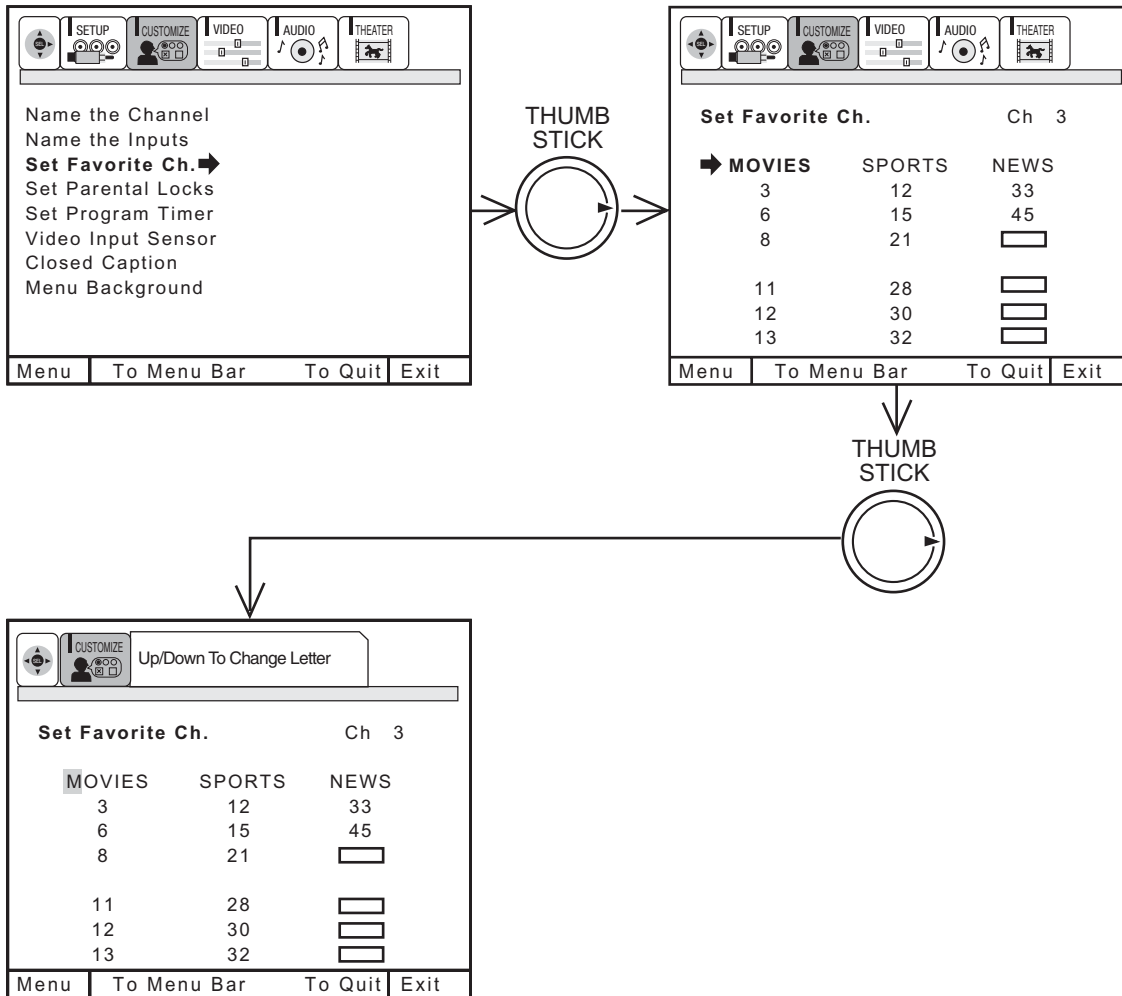 SEL SETUP CUSTOMIZE VIDEO AUDIO THEATER
Name the Channel
Name the Inputs
Set Favorite Ch.
Set Parental Locks
Set Program Timer
Video Input Sensor
Closed Caption
Menu Background
Menu To Menu Bar To Quit Exit
THUMB
STICK
SEL SETUP CUSTOMIZE VIDEO AUDIO THEATER
Set Favorite Ch. Ch 3
MOVIES SPORTS NEWS
3 12 33
6 15 45
8 21
11 28
12 30
13 32
Menu To Menu Bar To Quit Exit
THUMB
STICK
SEL CUSTOMIZE Up/Down To Change Letter
Set Favorite Ch. Ch 3
MOVIES SPORTS NEWS
3 12 33
6 15 45
8 21
11 28
12 30
13 32
Menu To Menu Bar To Quit Exit